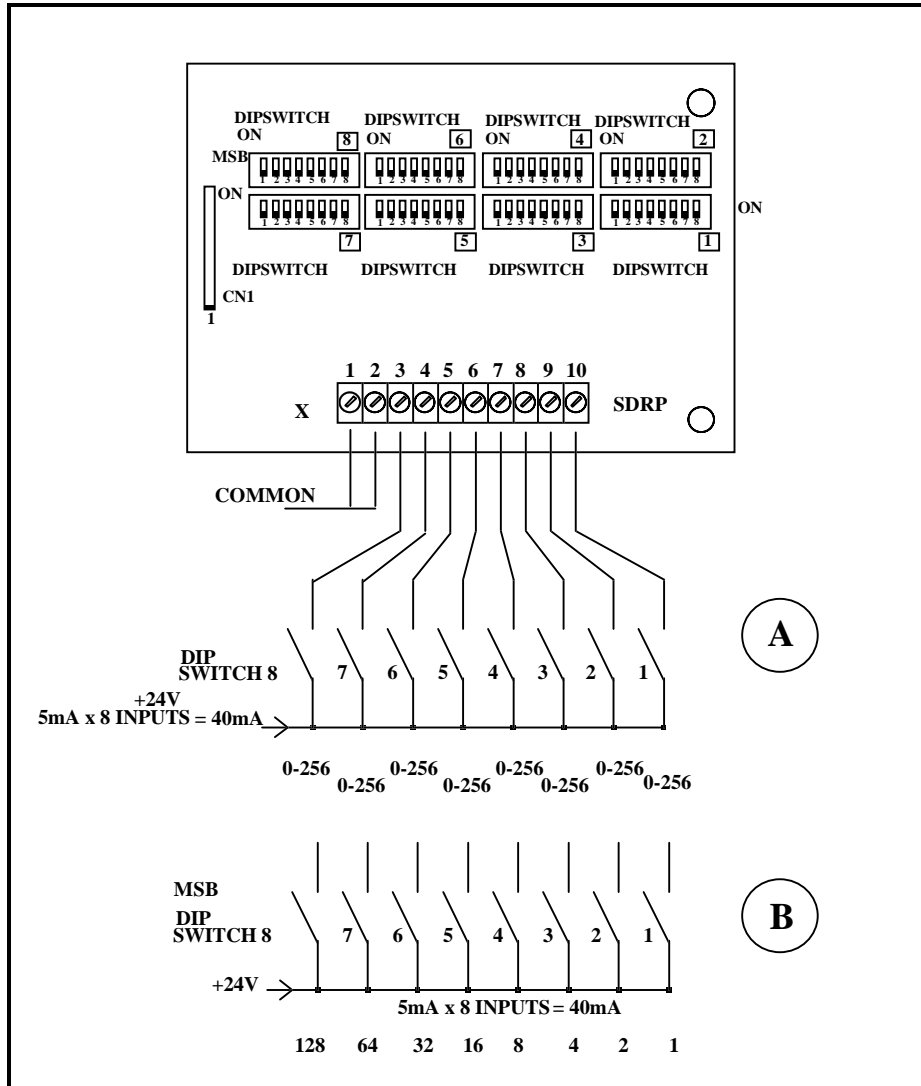 DIPSWITCH DIPSWITCH DIPSWITCH DIPSWITCH
ON 8 ON 6 ON 4 ON 2
MSB
1 2 3 4 5 6 7 8 1 2 3 4 5 6 7 8 1 2 3 4 5 6 7 8 1 2 3 4 5 6 7 8
ON ON
1 2 3 4 5 6 7 8 1 2 3 4 5 6 7 8 1 2 3 4 5 6 7 8 1 2 3 4 5 6 7 8
7 5 3 1
DIPSWITCH DIPSWITCH DIPSWITCH DIPSWITCH
CN1
1
1 2 3 4 5 6 7 8 9 10
X SDRP
COMMON
A
DIP
SWITCH 8 7 6 5 4 3 2 1
+24V
5mA x 8 INPUTS = 40mA
0-256 0-256 0-256 0-256
0-256 0-256 0-256 0-256
MSB
B
DIP
SWITCH 8 7 6 5 4 3 2 1
+24V
5mA x 8 INPUTS = 40mA
128 64 32 16 8 4 2 1